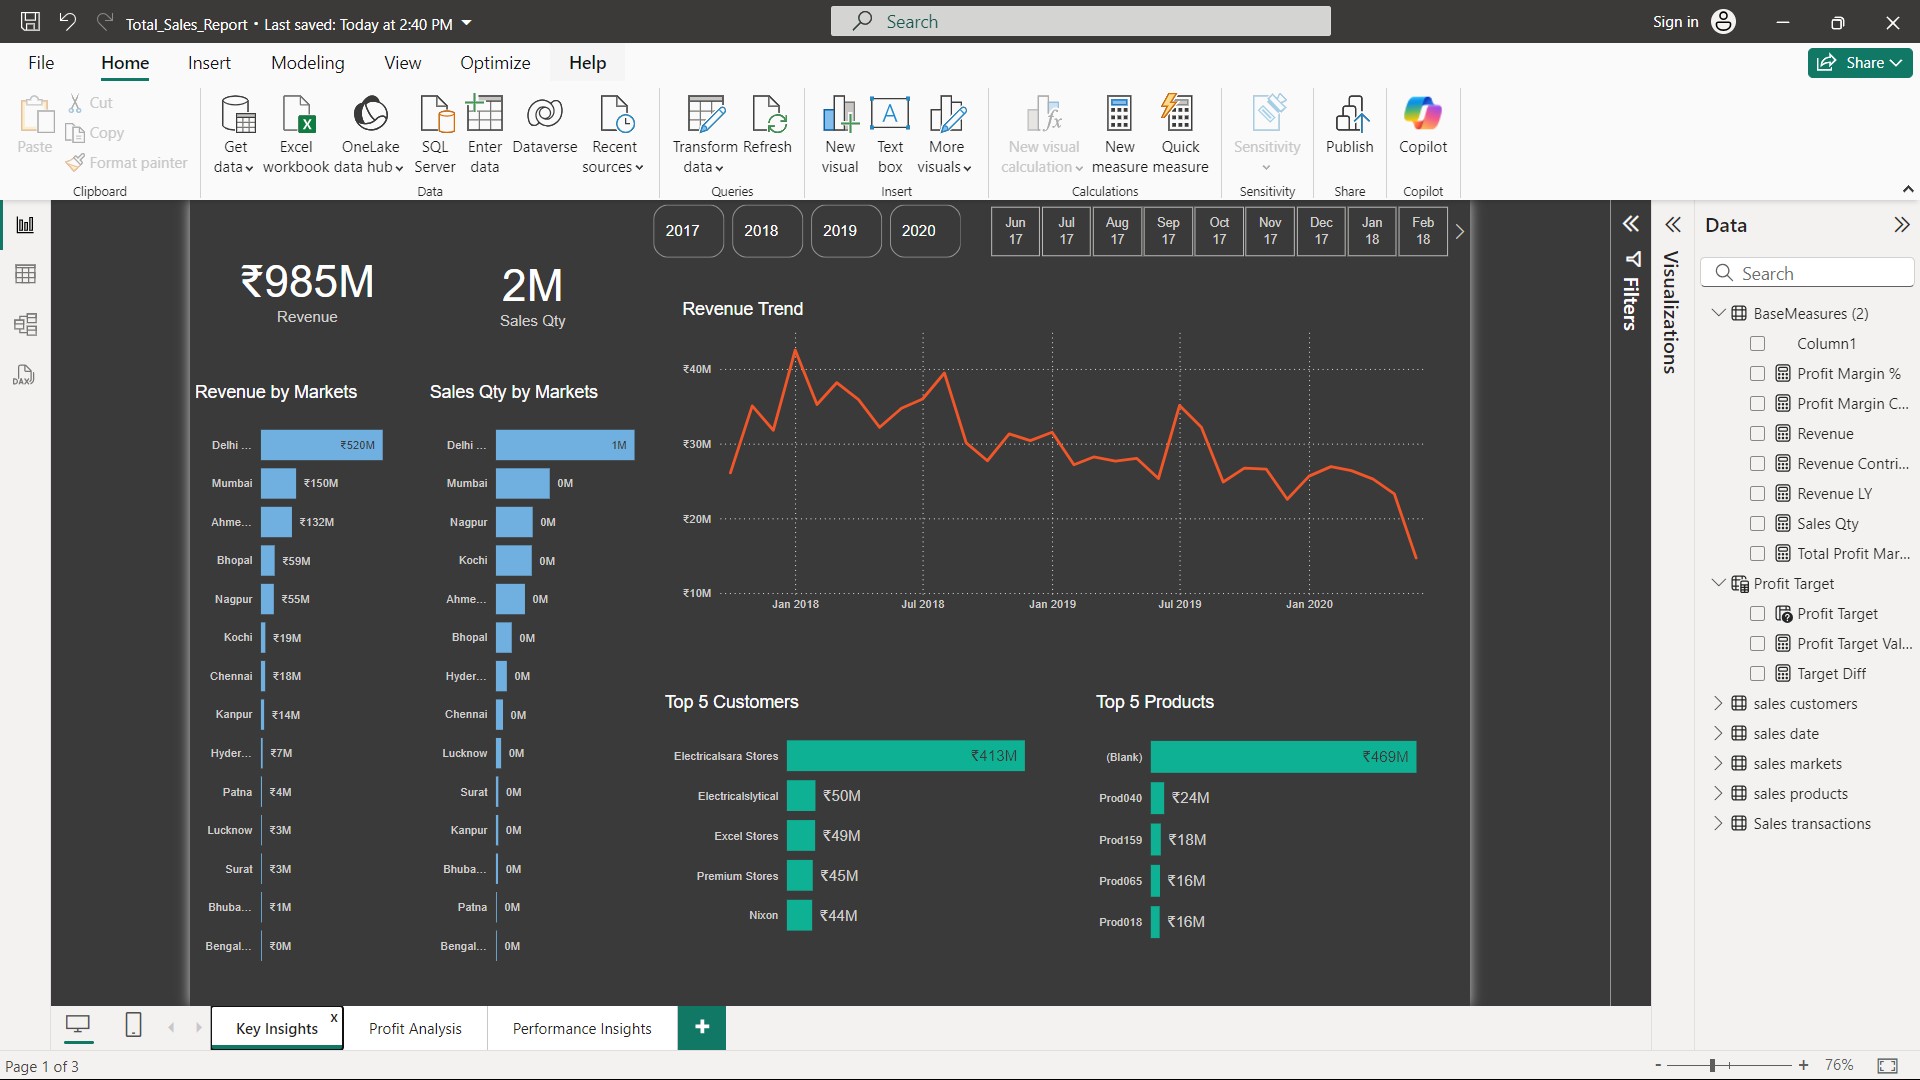 Total_Sales_Report • Last saved: Today at 2:40 PM
Search
Sign in
File
Home
Insert
Modeling
View
Optimize
Help
Share
Paste
Cut
Copy
Format painter
Clipboard
Get data
Excel workbook
OneLake data hub
SQL Server
Enter data
Dataverse
Recent sources
Data
Transform data
Refresh
Queries
New visual
Text box
More visuals
Insert
New visual calculation
New measure
Quick measure
Calculations
Sensitivity
Sensitivity
Publish
Share
Copilot
Copilot
2017
2018
2019
2020
Jun 17
Jul 17
Aug 17
Sep 17
Oct 17
Nov 17
Dec 17
Jan 18
Feb 18
₹985M
Revenue
2M
Sales Qty
Revenue by Markets
Delhi ... ₹520M
Mumbai ₹150M
Ahme... ₹132M
Bhopal ₹59M
Nagpur ₹55M
Kochi ₹19M
Chennai ₹18M
Kanpur ₹14M
Hyder... ₹7M
Patna ₹4M
Lucknow ₹3M
Surat ₹3M
Bhuba... ₹1M
Bengal... ₹0M
Sales Qty by Markets
Delhi ... 1M
Mumbai 0M
Nagpur 0M
Kochi 0M
Ahme... 0M
Bhopal 0M
Hyder... 0M
Chennai 0M
Lucknow 0M
Surat 0M
Kanpur 0M
Bhuba... 0M
Patna 0M
Bengal... 0M
Revenue Trend
₹40M
₹30M
₹20M
₹10M
Jan 2018 Jul 2018 Jan 2019 Jul 2019 Jan 2020
Top 5 Customers
Electricalsara Stores ₹413M
Electricalslytical ₹50M
Excel Stores ₹49M
Premium Stores ₹45M
Nixon ₹44M
Top 5 Products
(Blank) ₹469M
Prod040 ₹24M
Prod159 ₹18M
Prod065 ₹16M
Prod018 ₹16M
Filters
Visualizations
Data
Search
BaseMeasures (2)
Column1
Profit Margin %
Profit Margin C...
Revenue
Revenue Contri...
Revenue LY
Sales Qty
Total Profit Mar...
Profit Target
Profit Target
Profit Target Val...
Target Diff
sales customers
sales date
sales markets
sales products
Sales transactions
DAX
Key Insights x
Profit Analysis
Performance Insights
+
Page 1 of 3
- + 76%